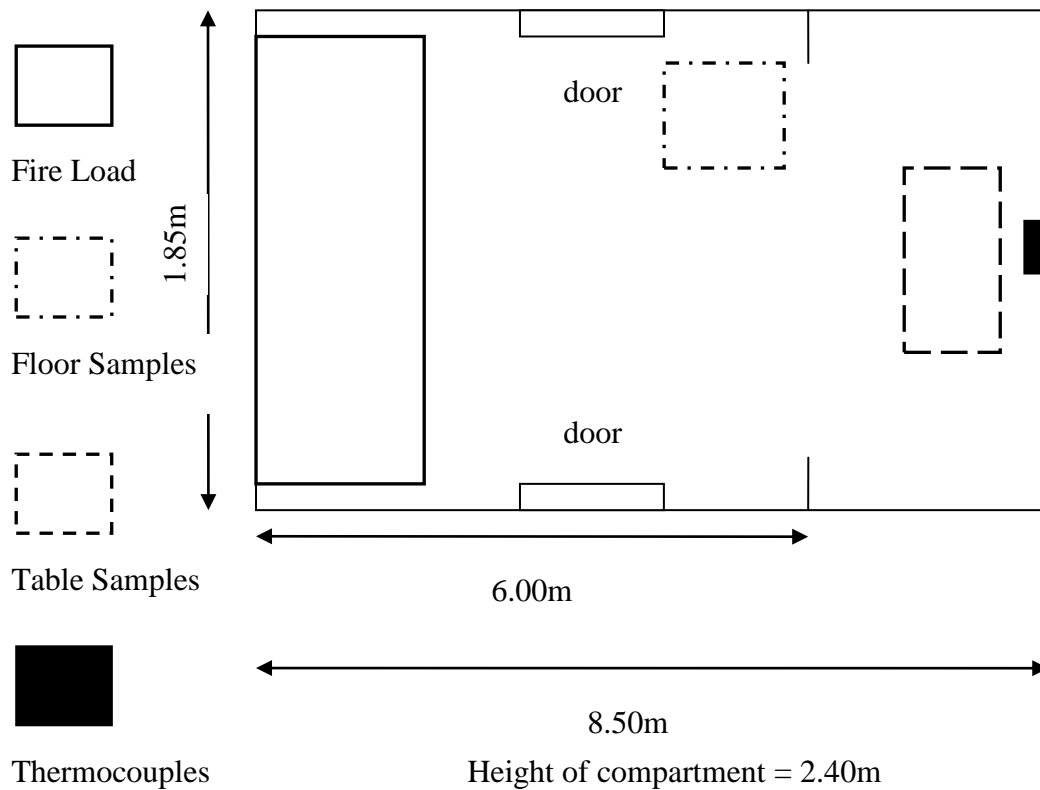 door
Fire Load
1.85m
Floor Samples
door
Table Samples
6.00m
8.50m
Thermocouples
Height of compartment = 2.40m